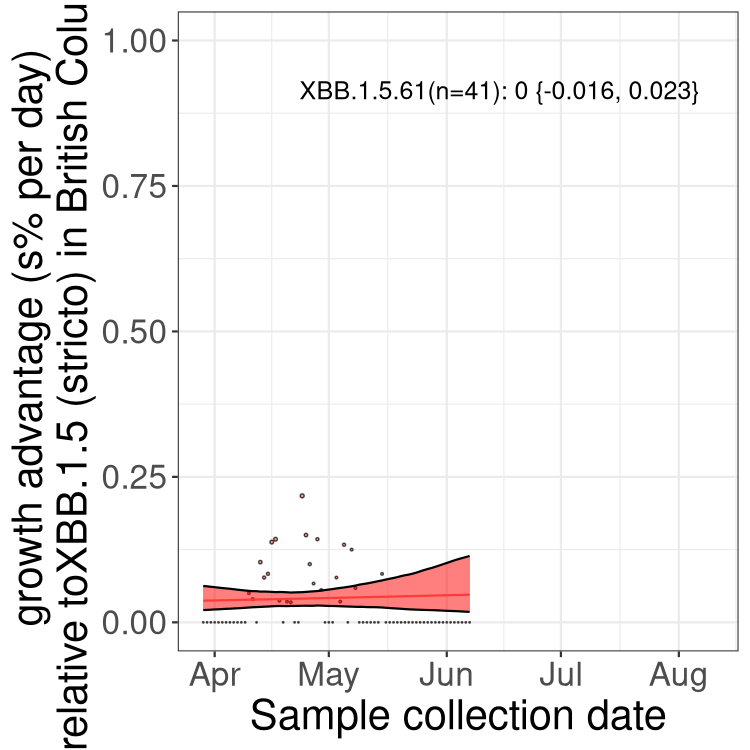 growth advantage (s% per day)
relative toXBB.1.5 (stricto) in British Colu
1.00
0.75
0.50
0.25
0.00
XBB.1.5.61(n=41): 0 {-0.016, 0.023}
Apr May Jun Jul Aug
Sample collection date